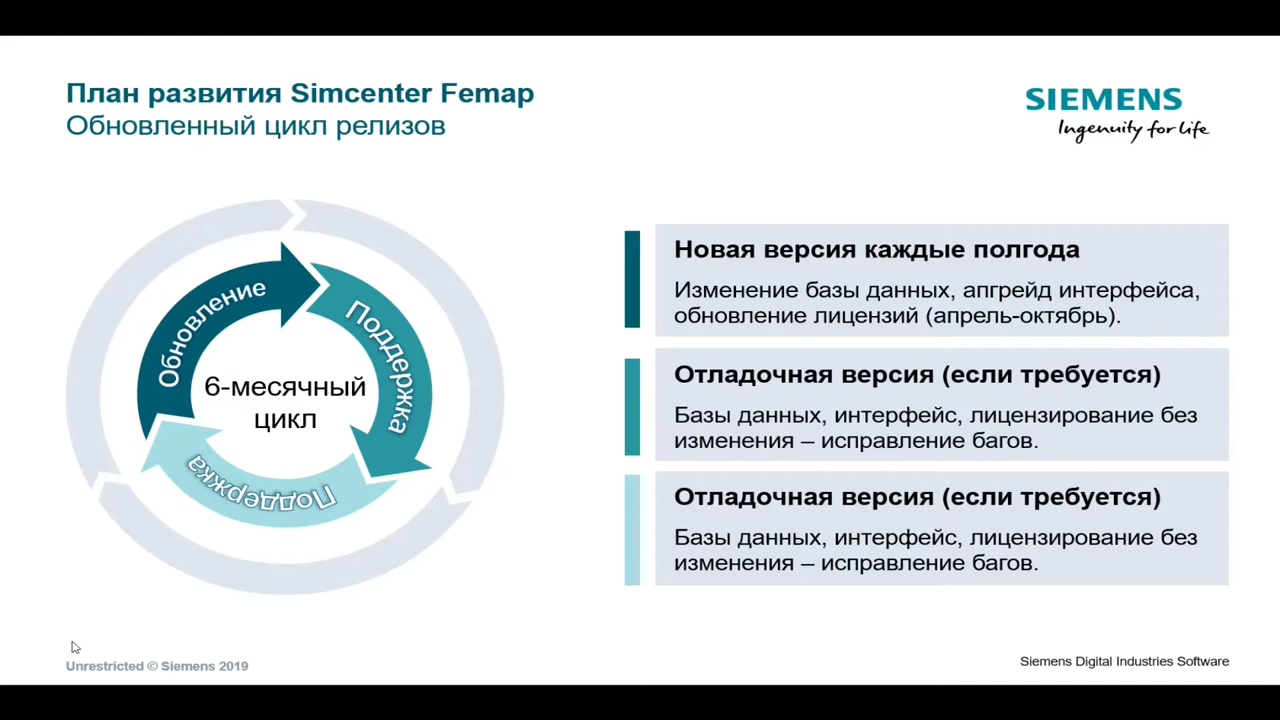 План развития Simcenter Femap
Обновленный цикл релизов
SIEMENS
Ingenuity for life
Обновление
Поддержка
Поддержка
6-месячный
цикл
Новая версия каждые полгода
Изменение базы данных, апгрейд интерфейса,
обновление лицензий (апрель-октябрь).
Отладочная версия (если требуется)
Базы данных, интерфейс, лицензирование без
изменения – исправление багов.
Отладочная версия (если требуется)
Базы данных, интерфейс, лицензирование без
изменения – исправление багов.
Unrestricted © Siemens 2019
Siemens Digital Industries Software